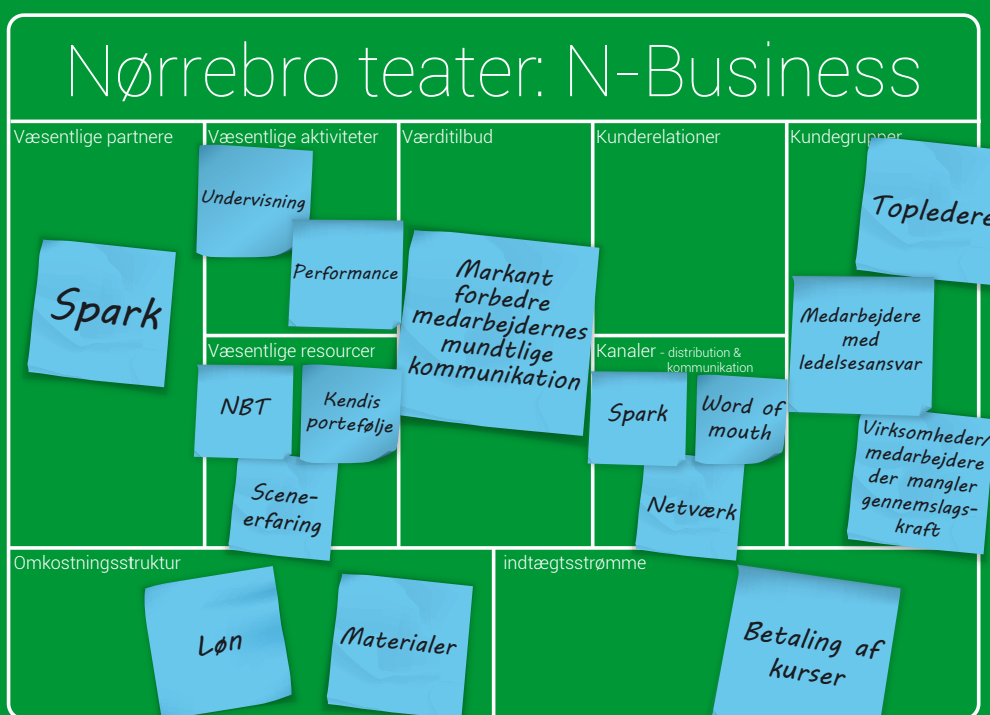 Nørrebro teater: N-Business
Væsentlige partnere
Spark
Væsentlige aktiviteter
Undervisning
Performance
Væsentlige resourcer
NBT
Kendis
portefølje
Scene-
erfaring
Værditilbud
Markant
forbedre
medarbejdernes
mundtlige
kommunikation
Kunderelationer
Kanaler - distribution &
kommunikation
Spark
Word of
mouth
Netværk
Kundegrupper
Topledere
Medarbejdere
med
ledelsesansvar
Virksomheder/
medarbejdere
der mangler
gennemslags-
kraft
Omkostningsstruktur
Løn
Materialer
indtægtsstrømme
Betaling af
kurser